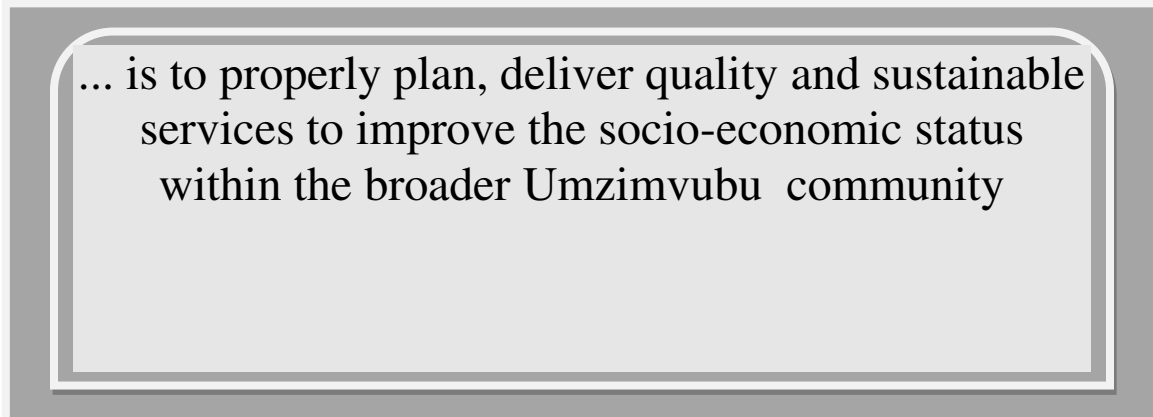 ... is to properly plan, deliver quality and sustainable
services to improve the socio-economic status
within the broader Umzimvubu  community